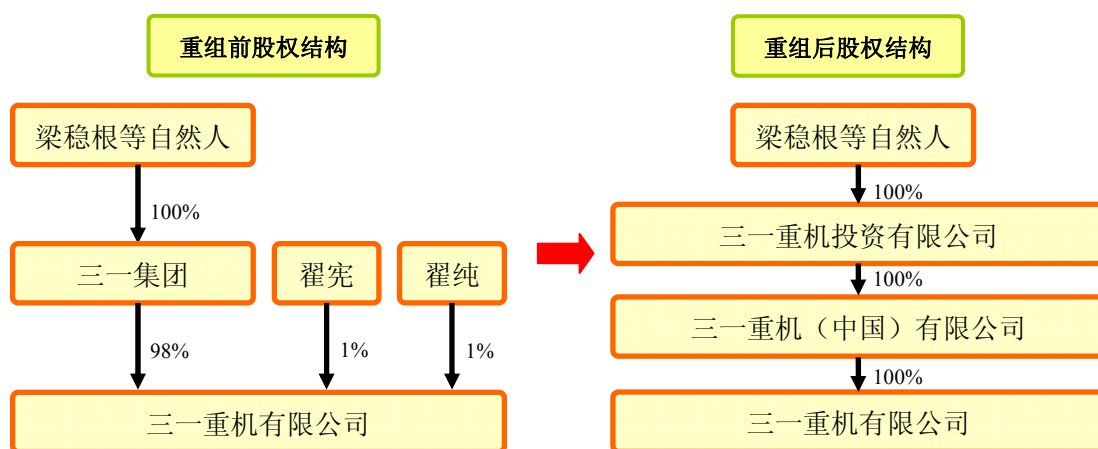 重组前股权结构
梁稳根等自然人
100%
三一集团
翟宪
翟纯
98%
1%
1%
三一重机有限公司
重组后股权结构
梁稳根等自然人
100%
三一重机投资有限公司
100%
三一重机（中国）有限公司
100%
三一重机有限公司